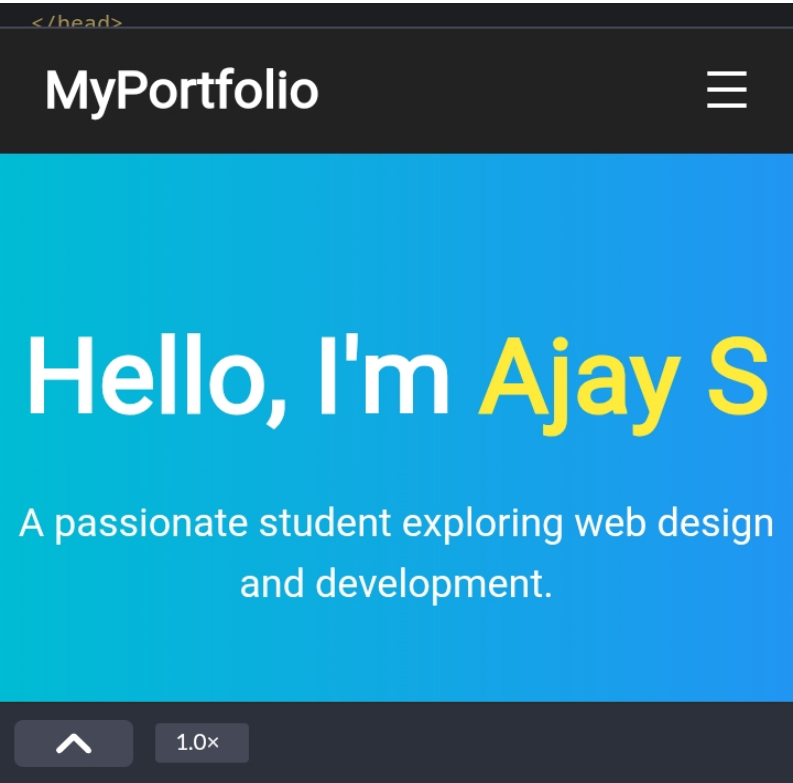 </head>
MyPortfolio
Hello, I'm Ajay S
A passionate student exploring web design
and development.
1.0×